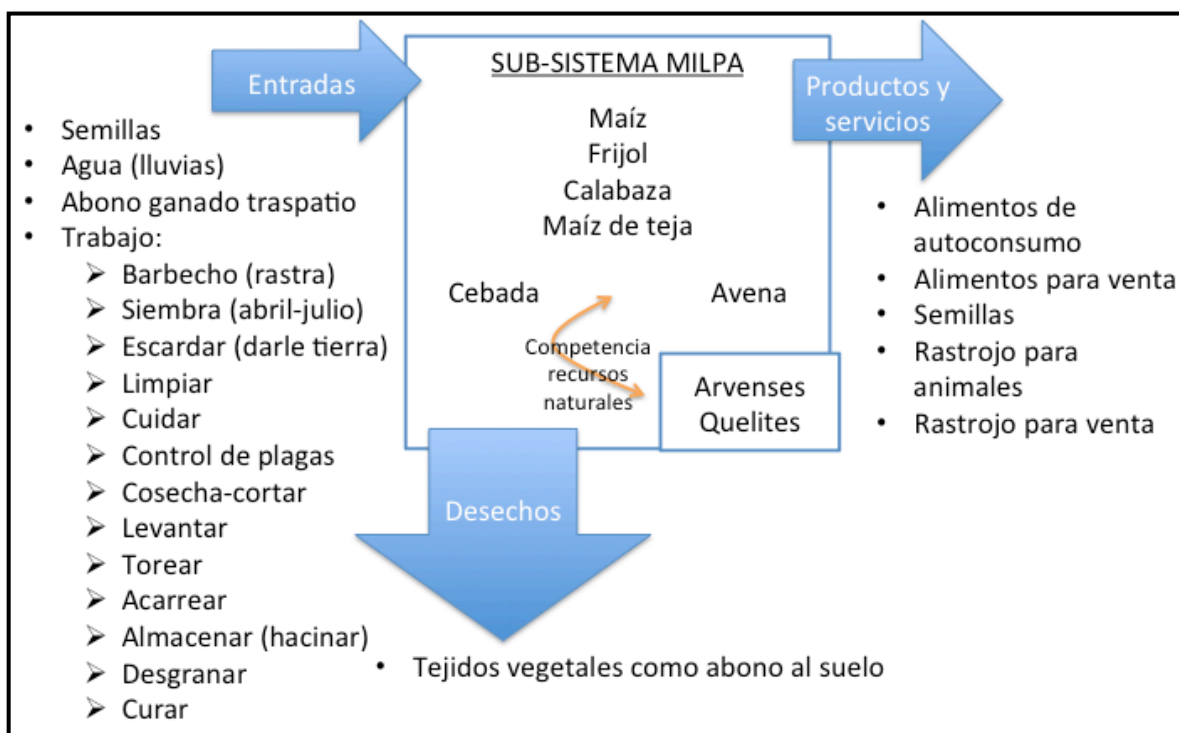 Entradas
• Semillas
• Agua (lluvias)
• Abono ganado traspatio
• Trabajo:
➤ Barbecho (rastra)
➤ Siembra (abril-julio)
➤ Escardar (darle tierra)
➤ Limpiar
➤ Cuidar
➤ Control de plagas
➤ Cosecha-cortar
➤ Levantar
➤ Torear
➤ Acarrear
➤ Almacenar (hacinar)
➤ Desgranar
➤ Curar
SUB-SISTEMA MILPA
Maíz
Frijol
Calabaza
Maíz de teja
Cebada
Avena
Competencia
recursos
naturales
Arvenses
Quelites
Productos y
servicios
• Alimentos de
autoconsumo
• Alimentos para venta
• Semillas
• Rastrojo para
animales
• Rastrojo para venta
Desechos
• Tejidos vegetales como abono al suelo